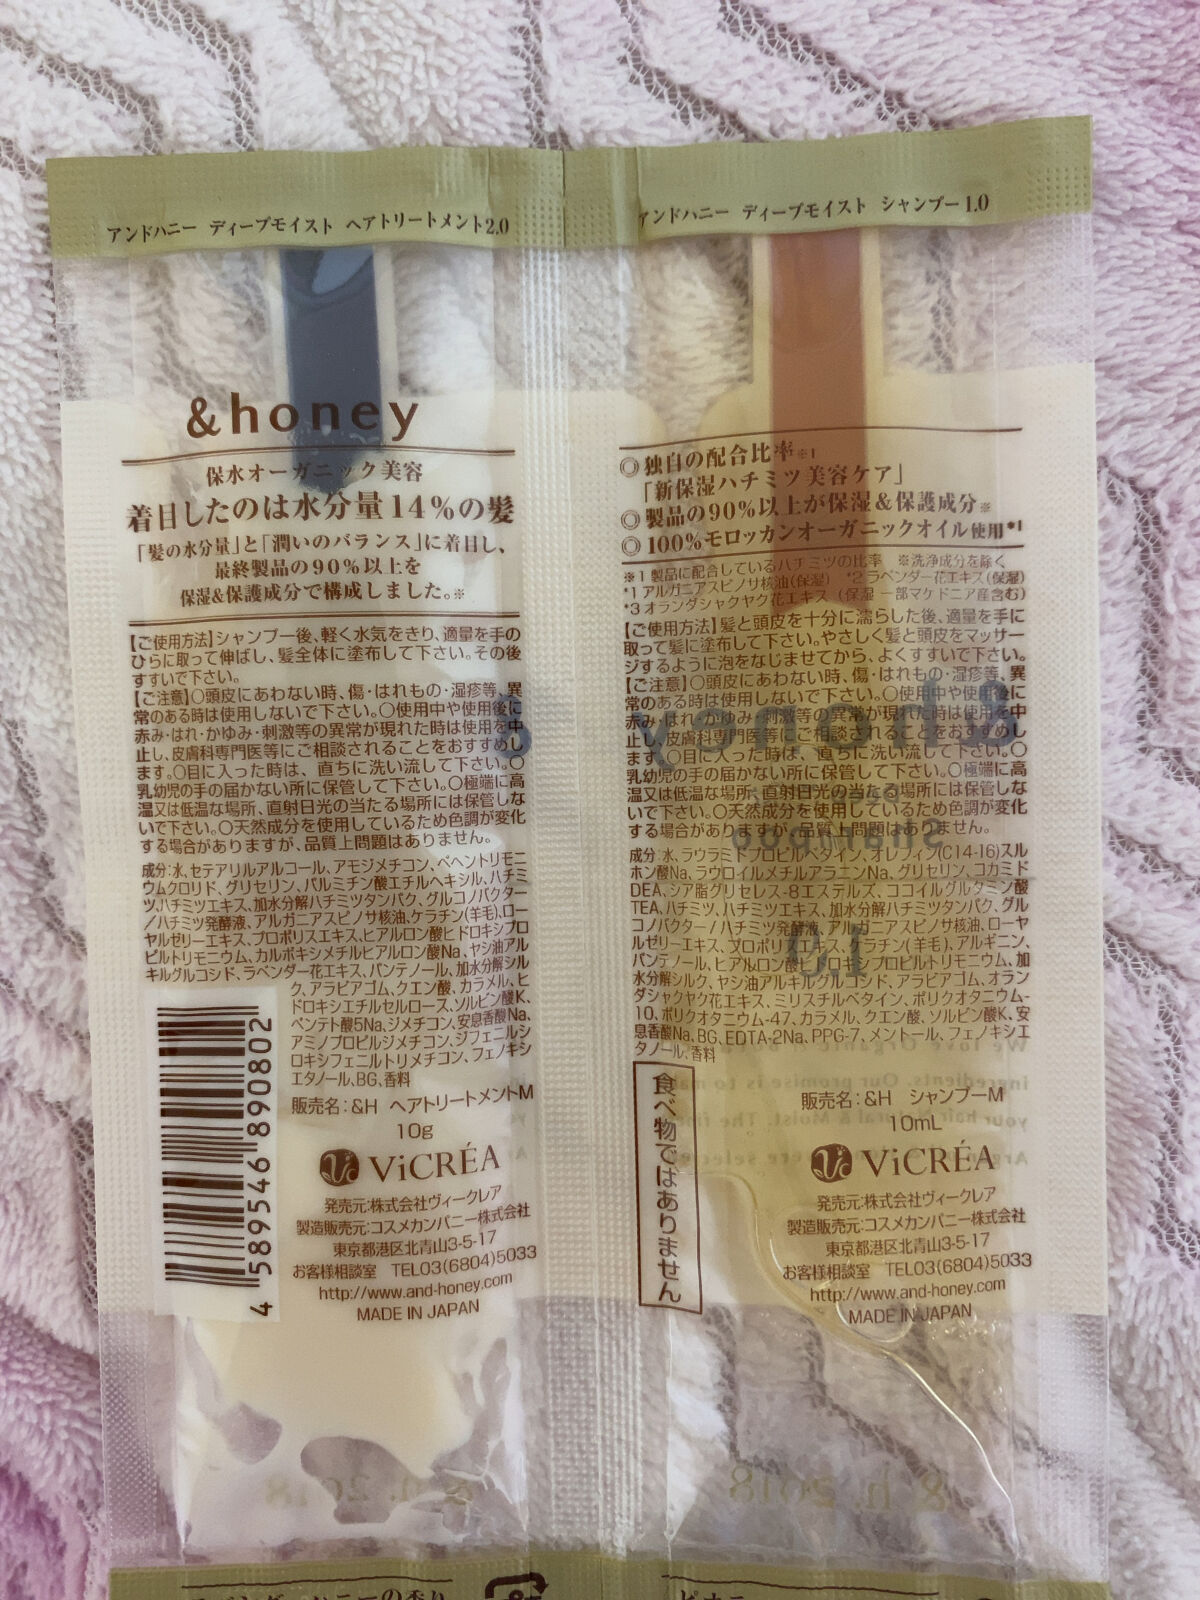 アンドハニー ディープモイスト ヘアトリートメント2.0
&honey
保水オーガニック美容
着目したのは水分量14%の髪
「髪の水分量」と「潤いのバランス」に着目し、
最終製品の90%以上を
保湿&保護成分で構成しました。※
【ご使用方法】シャンプー後、軽く水気をきり、適量を手の
ひらに取って伸ばし、髪全体に塗布して下さい。その後
すすいで下さい。
【ご注意】○頭皮にあわない時、傷・はれもの・湿疹等、異
常のある時は使用しないで下さい。○使用中や使用後に
赤み・はれ・かゆみ・刺激等の異常が現れた時は使用を中
止し、皮膚科専門医等にご相談されることをおすすめし
ます。○目に入った時は、直ちに洗い流して下さい。○
乳幼児の手の届かない所に保管して下さい。○極端に高
温又は低温な場所、直射日光の当たる場所には保管しな
いで下さい。○天然成分を使用しているため色調が変化
する場合がありますが、品質上問題はありません。
成分:水、セテアリルアルコール、アモジメチコン、ベヘントリモニ
ウムクロリド、グリセリン、パルミチン酸エチルヘキシル、ハチミ
ツ、ハチミツエキス、加水分解ハチミツタンパク、グルコノバクター
/ハチミツ発酵液、アルガニアスピノサ核油、ケラチン(羊毛)、ロー
ヤルゼリーエキス、プロポリスエキス、ヒアルロン酸ヒドロキシプロ
ピルトリモニウム、カルボキシメチルヒアルロン酸Na、ヤシ油アル
キルグルコシド、ラベンダー花エキス、パンテノール、加水分解シル
ク、アラビアゴム、クエン酸、カラメル、ヒ
ドロキシエチルセルロース、ソルビン酸K、
ペンテト酸5Na、ジメチコン、安息香酸Na、
アミノプロピルジメチコン、ジフェニルシ
ロキシフェニルトリメチコン、フェノキシ
エタノール、BG、香料
販売名:&H ヘアトリートメントM
10g
ViCRÉA
発売元:株式会社ヴィークレア
製造販売元:コスメカンパニー株式会社
東京都港区北青山3-5-17
お客様相談室 TEL03(6804)5033
http://www.and-honey.com
MADE IN JAPAN
4 589546 890802
アンドハニー ディープモイスト シャンプー1.0
◎独自の配合比率※1
「新保湿ハチミツ美容ケア」
◎製品の90%以上が保湿&保護成分※
◎100%モロッカンオーガニックオイル使用*1
※1 製品に配合しているハチミツの比率 ※洗浄成分を除く
*1 アルガニアスピノサ核油(保湿) *2 ラベンダー花エキス(保湿)
*3 オランダシャクヤク花エキス (保湿 一部マケドニア産含む)
【ご使用方法】髪と頭皮を十分に濡らした後、適量を手に
取って髪に塗布して下さい。やさしく髪と頭皮をマッサー
ジするように泡をなじませてから、よくすすいで下さい。
【ご注意】○頭皮にあわない時、傷・はれもの・湿疹等、異
常のある時は使用しないで下さい。○使用中や使用後に
赤み・はれ・かゆみ・刺激等の異常が現れた時は使用を中
止し、皮膚科専門医等にご相談されることをおすすめし
ます。○目に入った時は、直ちに洗い流して下さい。○
乳幼児の手の届かない所に保管して下さい。○極端に高
温又は低温な場所、直射日光の当たる場所には保管しな
いで下さい。○天然成分を使用しているため色調が変化
する場合がありますが、品質上問題はありません。
成分:水、ラウラミドプロピルベタイン、オレフィン(C14-16)スル
ホン酸Na、ラウロイルメチルアラニンNa、グリセリン、コカミド
DEA、シア脂グリセレス-8エステルズ、ココイルグルタミン酸
TEA、ハチミツ、ハチミツエキス、加水分解ハチミツタンパク、グル
コノバクター/ハチミツ発酵液、アルガニアスピノサ核油、ローヤ
ルゼリーエキス、プロポリスエキス、ケラチン(羊毛)、アルギニン、
パンテノール、ヒアルロン酸ヒドロキシプロピルトリモニウム、加
水分解シルク、ヤシ油アルキルグルコシド、アラビアゴム、オラン
ダシャクヤク花エキス、ミリスチルベタイン、ポリクオタニウム-
10、ポリクオタニウム-47、カラメル、クエン酸、ソルビン酸K、安
息香酸Na、BG、EDTA-2Na、PPG-7、メントール、フェノキシエ
タノール、香料
食べ物ではありません
販売名:&H シャンプーM
10mL
ViCRÉA
発売元:株式会社ヴィークレア
製造販売元:コスメカンパニー株式会社
東京都港区北青山3-5-17
お客様相談室 TEL03(6804)5033
http://www.and-honey.com
MADE IN JAPAN